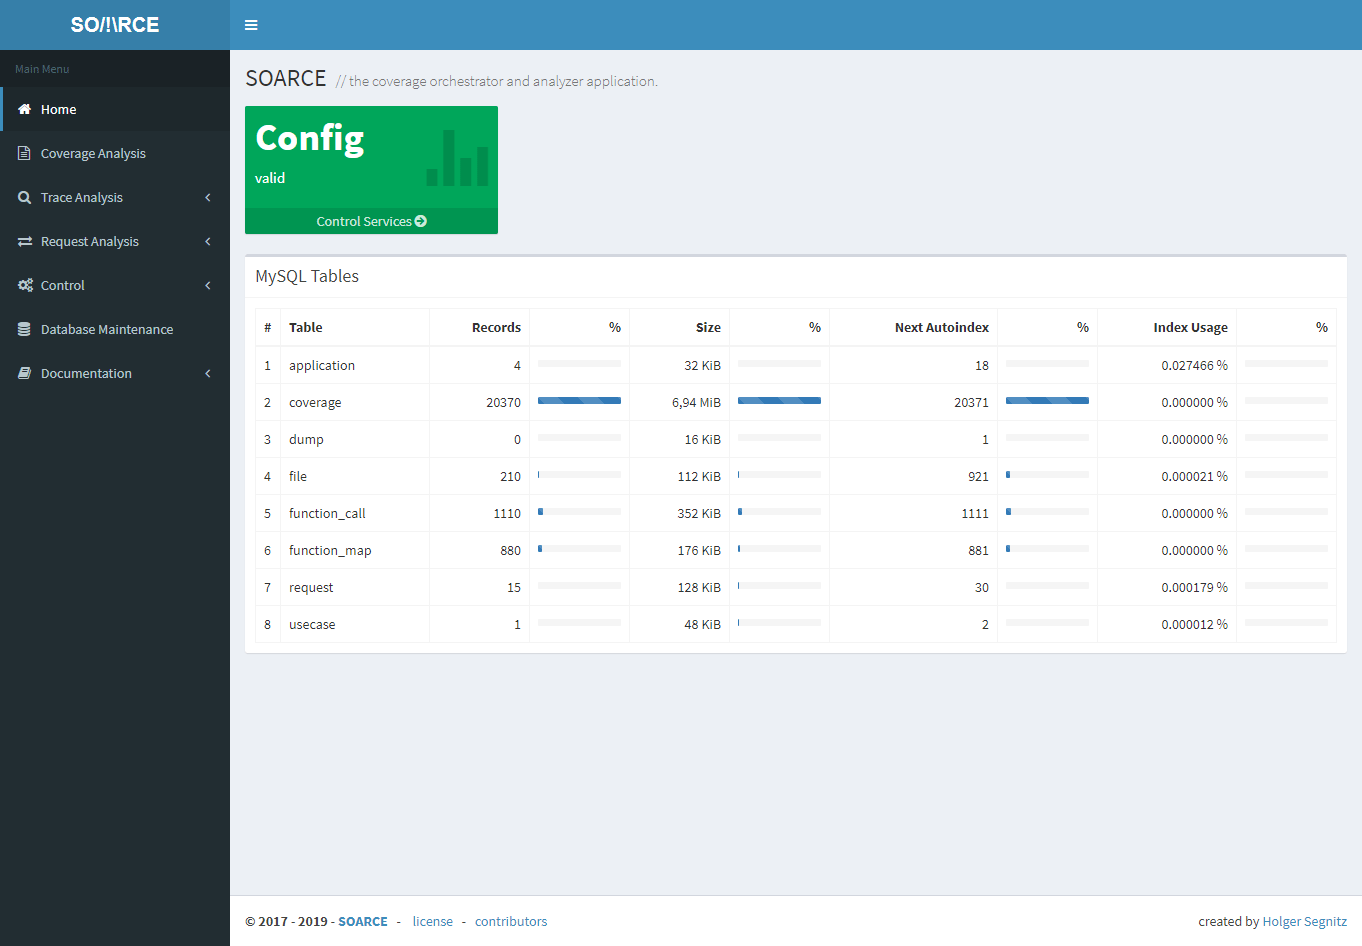 SO/!\\RCE
Main Menu
Home
Coverage Analysis
Trace Analysis
Request Analysis
Control
Database Maintenance
Documentation
SOARCE // the coverage orchestrator and analyzer application.
Config
valid
Control Services
MySQL Tables
# Table Records % Size % Next Autoindex % Index Usage %
1 application 4 32 KiB 18 0.027466 %
2 coverage 20370 6,94 MiB 20371 0.000000 %
3 dump 0 16 KiB 1 0.000000 %
4 file 210 112 KiB 921 0.000021 %
5 function_call 1110 352 KiB 1111 0.000000 %
6 function_map 880 176 KiB 881 0.000000 %
7 request 15 128 KiB 30 0.000179 %
8 usecase 1 48 KiB 2 0.000012 %
© 2017 - 2019 - SOARCE - license - contributors created by Holger Segnitz